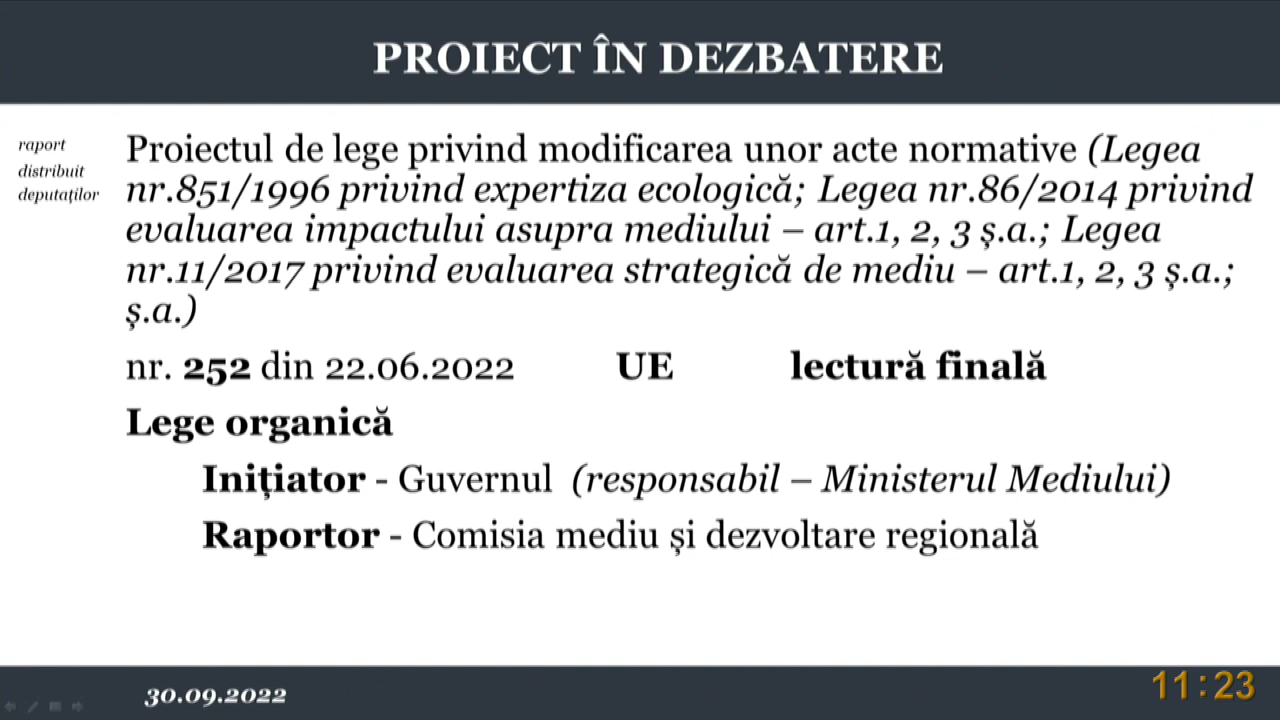 PROIECT ÎN DEZBATERE
raport
distribuit
deputaților
Proiectul de lege privind modificarea unor acte normative (Legea
nr.851/1996 privind expertiza ecologică; Legea nr.86/2014 privind
evaluarea impactului asupra mediului – art.1, 2, 3 ș.a.; Legea
nr.11/2017 privind evaluarea strategică de mediu – art.1, 2, 3 ș.a.;
ș.a.)
nr. 252 din 22.06.2022 UE lectură finală
Lege organică
Inițiator - Guvernul (responsabil – Ministerul Mediului)
Raportor - Comisia mediu și dezvoltare regională
30.09.2022
11:23